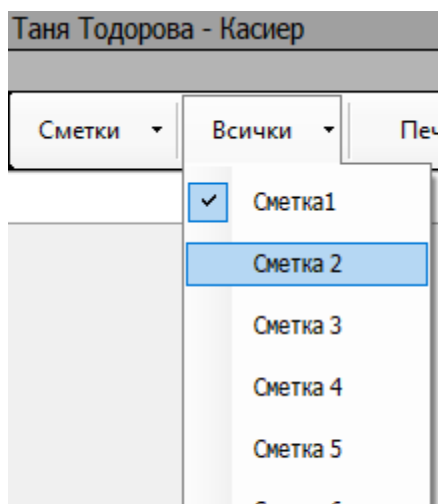 Таня Тодорова - Касиер
Сметки Всички
Сметка1
Сметка 2
Сметка 3
Сметка 4
Сметка 5